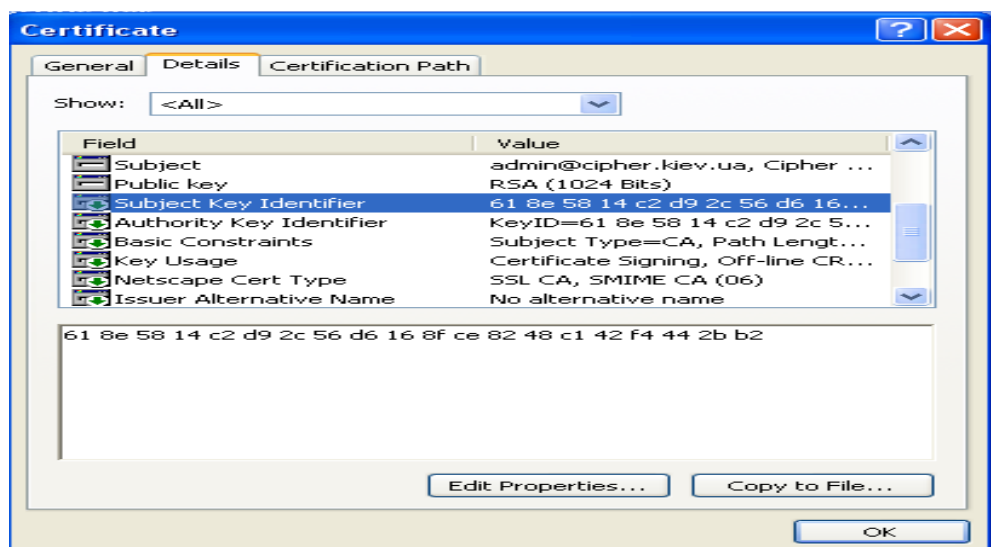 Certificate
General Details Certification Path
Show: <All>
Field Value
Subject admin@cipher.kiev.ua, Cipher ...
Public key RSA (1024 Bits)
Subject Key Identifier 61 8e 58 14 c2 d9 2c 56 d6 16...
Authority Key Identifier KeyID=61 8e 58 14 c2 d9 2c 5...
Basic Constraints Subject Type=CA, Path Lengt...
Key Usage Certificate Signing, Off-line CR...
Netscape Cert Type SSL CA, SMIME CA (06)
Issuer Alternative Name No alternative name
61 8e 58 14 c2 d9 2c 56 d6 16 8f ce 82 48 c1 42 f4 44 2b b2
Edit Properties... Copy to File...
OK